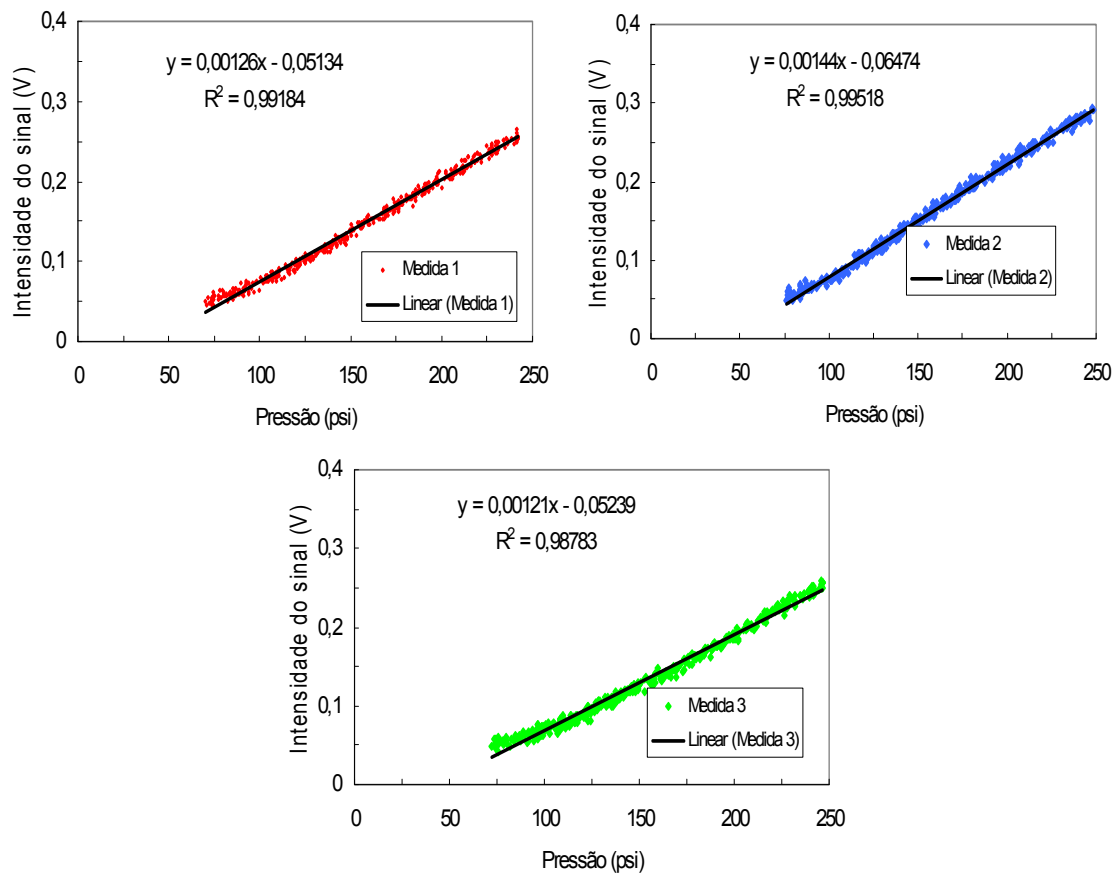 0,4
0,3
0,2
0,1
0
Intensidade do sinal (V)
y = 0,00126x - 0,05134
R² = 0,99184
Medida 1
Linear (Medida 1)
0 50 100 150 200 250
Pressão (psi)
0,4
0,3
0,2
0,1
0
Intensidade do sinal (V)
y = 0,00144x - 0,06474
R² = 0,99518
Medida 2
Linear (Medida 2)
0 50 100 150 200 250
Pressão (psi)
0,4
0,3
0,2
0,1
0
Intensidade do sinal (V)
y = 0,00121x - 0,05239
R² = 0,98783
Medida 3
Linear (Medida 3)
0 50 100 150 200 250
Pressão (psi)